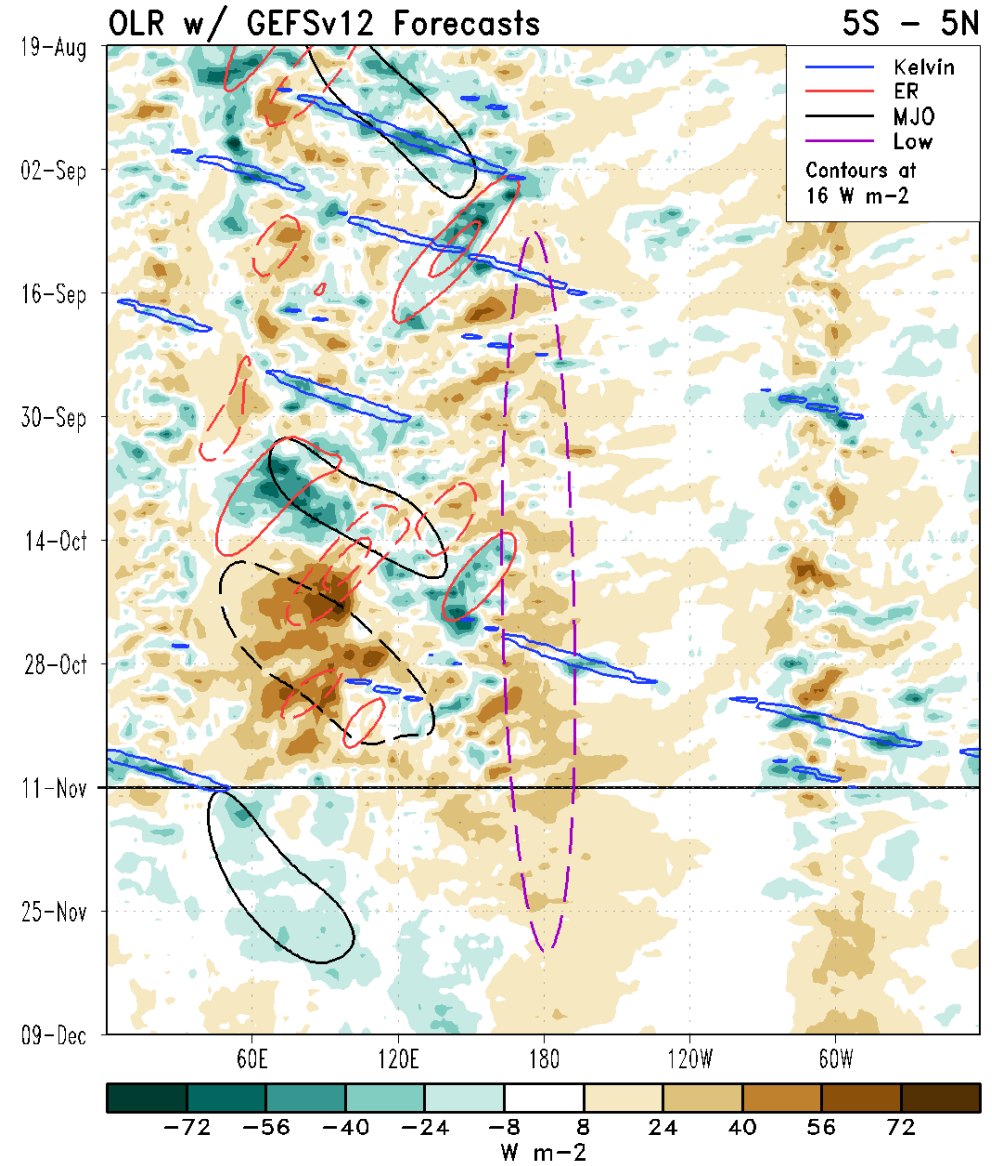 OLR w/ GEFSv12 Forecasts 5S - 5N
Kelvin
ER
MJO
Low
Contours at
16 W m-2
19-Aug
02-Sep
16-Sep
30-Sep
14-Oct
28-Oct
11-Nov
25-Nov
09-Dec
60E 120E 180 120W 60W
-72 -56 -40 -24 -8 8 24 40 56 72
W m-2